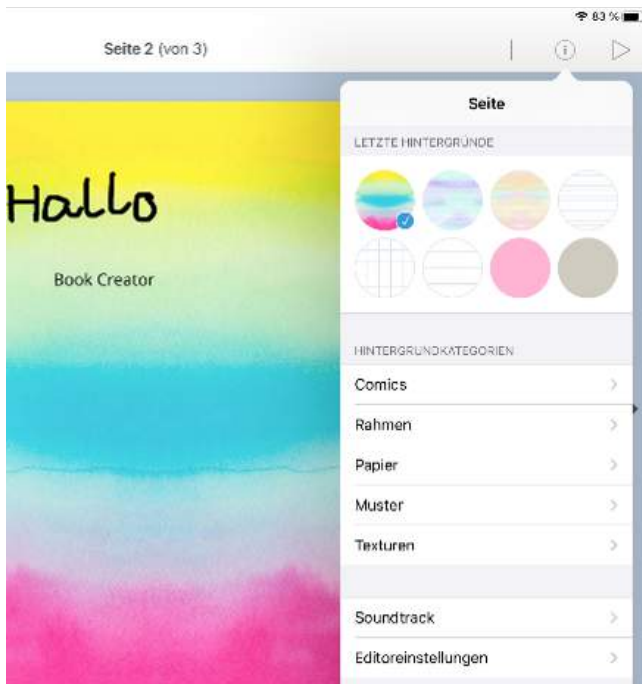 83 %
Seite 2 (von 3)
Seite
LETZTE HINTERGRÜNDE
Hallo
Book Creator
HINTERGRUNDKATEGORIEN
Comics
Rahmen
Papier
Muster
Texturen
Soundtrack
Editoreinstellungen